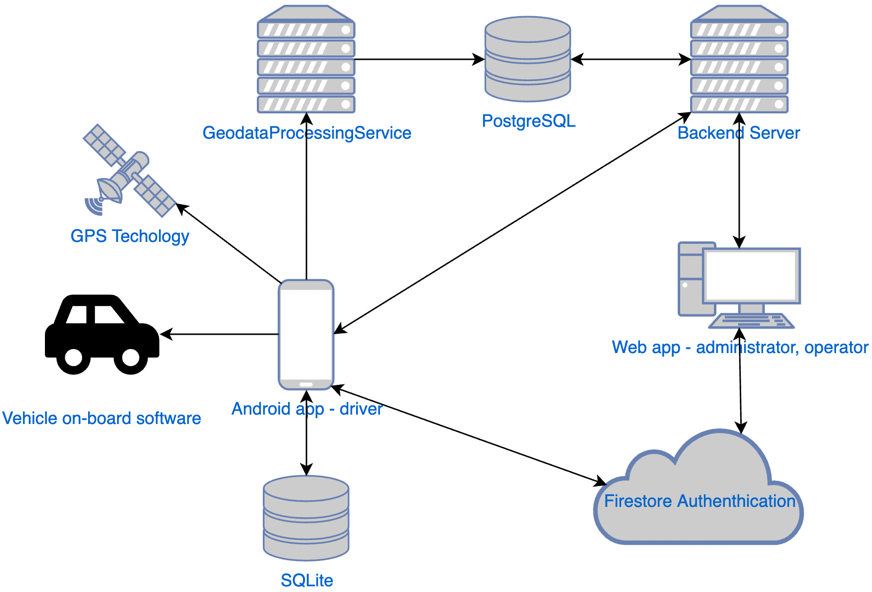 GeodataProcessingService
PostgreSQL
Backend Server
GPS Techology
Web app - administrator, operator
Vehicle on-board software
Android app - driver
Firestore Authenthication
SQLite